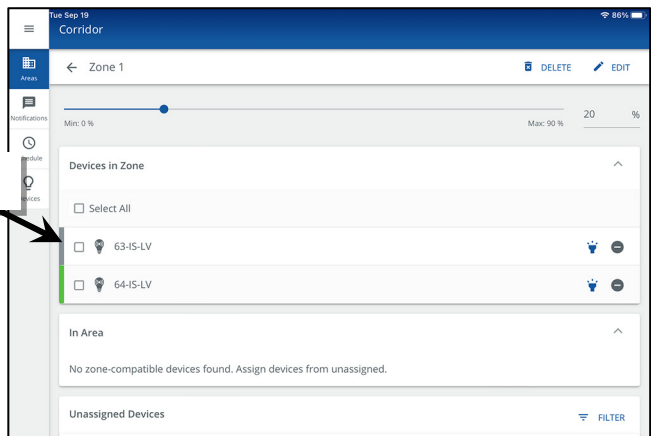 Tue Sep 19
86%
Corridor
Areas
Zone 1
DELETE
EDIT
Notifications
20 %
Min: 0 %
Max: 90 %
edule
Devices in Zone
vices
Select All
63-IS-LV
64-IS-LV
In Area
No zone-compatible devices found. Assign devices from unassigned.
Unassigned Devices
FILTER